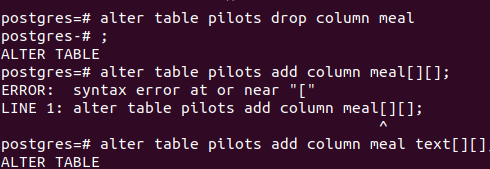 postgres=# alter table pilots drop column meal
postgres-# ;
ALTER TABLE
postgres=# alter table pilots add column meal[][];
ERROR:  syntax error at or near "["
LINE 1: alter table pilots add column meal[][];
                                          ^
postgres=# alter table pilots add column meal text[][]
ALTER TABLE